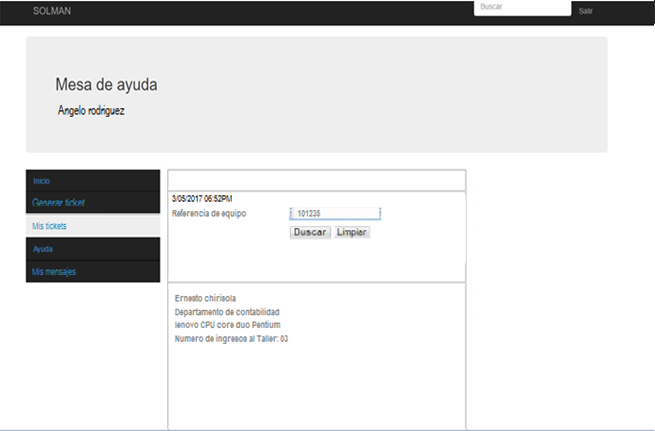 SOLMAN
Buscar
Salir
Mesa de ayuda
Angelo rodriguez
Inicio
Generar ticket
Mis tickets
Ayuda
Mis mensajes
3/05/2017 06:52PM
Referencia de equipo
101235
Buscar
Limpiar
Ernesto chirisola
Departamento de contabilidad
lenovo CPU core duo Pentium
Numero de ingresos al Taller: 03